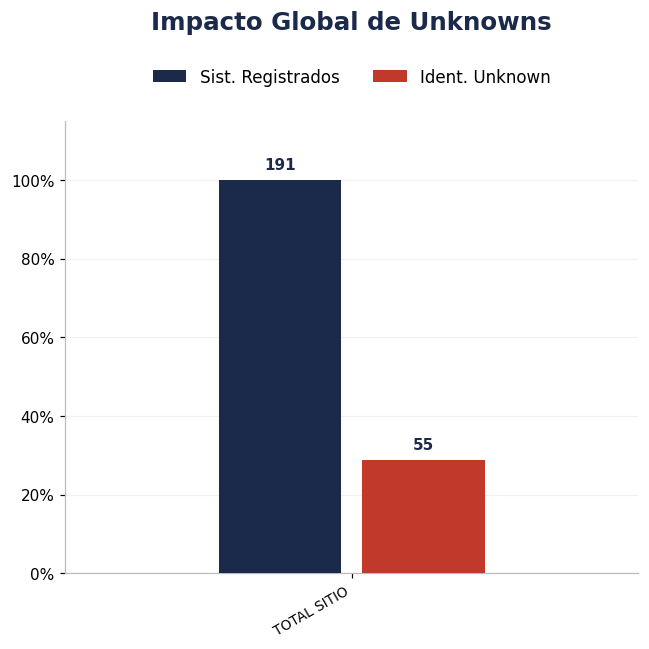 Impacto Global de Unknowns
Sist. Registrados
Ident. Unknown
191
100%
80%
60%
40%
55
20%
0%
TOTAL SITIO